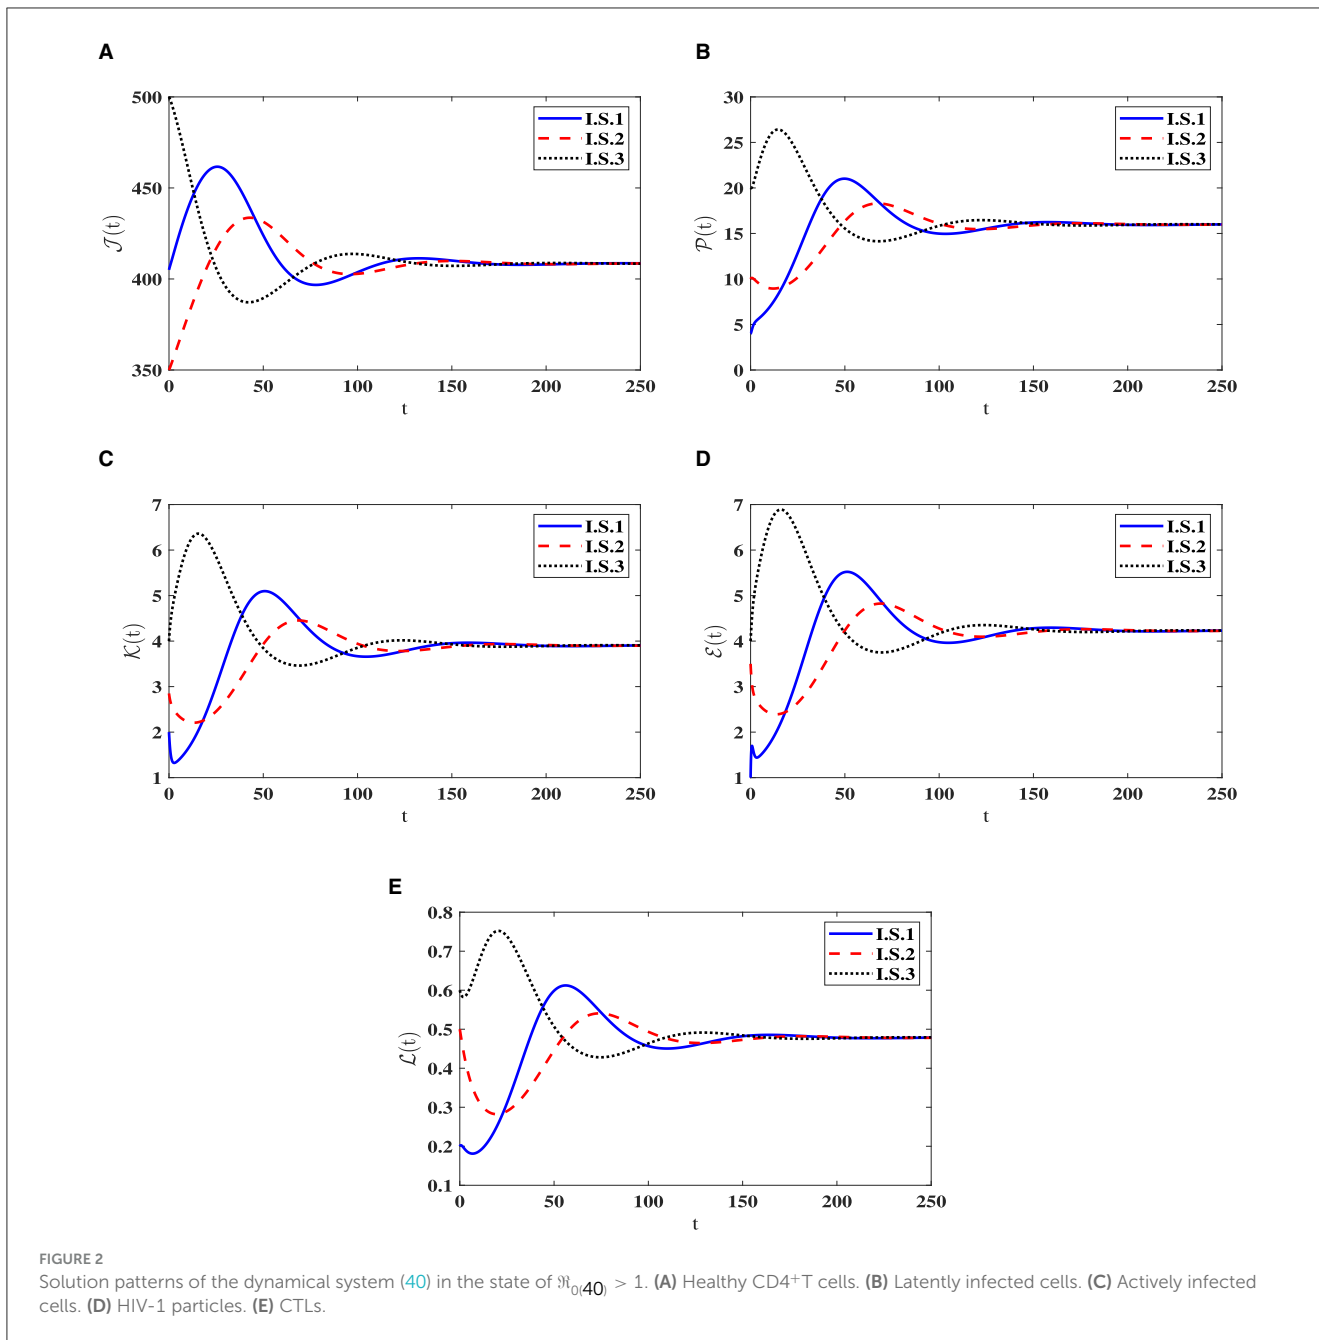 A
500
450
400
350
0
50
100
150
200
250
𝒥(t)
t
I.S.1
I.S.2
I.S.3
B
30
25
20
15
10
5
0
0
50
100
150
200
250
𝒫(t)
t
I.S.1
I.S.2
I.S.3
C
7
6
5
4
3
2
1
0
50
100
150
200
250
𝒦(t)
t
I.S.1
I.S.2
I.S.3
D
7
6
5
4
3
2
1
0
50
100
150
200
250
ℰ(t)
t
I.S.1
I.S.2
I.S.3
E
0.8
0.7
0.6
0.5
0.4
0.3
0.2
0.1
0
50
100
150
200
250
ℒ(t)
t
I.S.1
I.S.2
I.S.3
FIGURE 2
Solution patterns of the dynamical system (40) in the state of ℜ0(40) > 1. (A) Healthy CD4+T cells. (B) Latently infected cells. (C) Actively infected
cells. (D) HIV-1 particles. (E) CTLs.